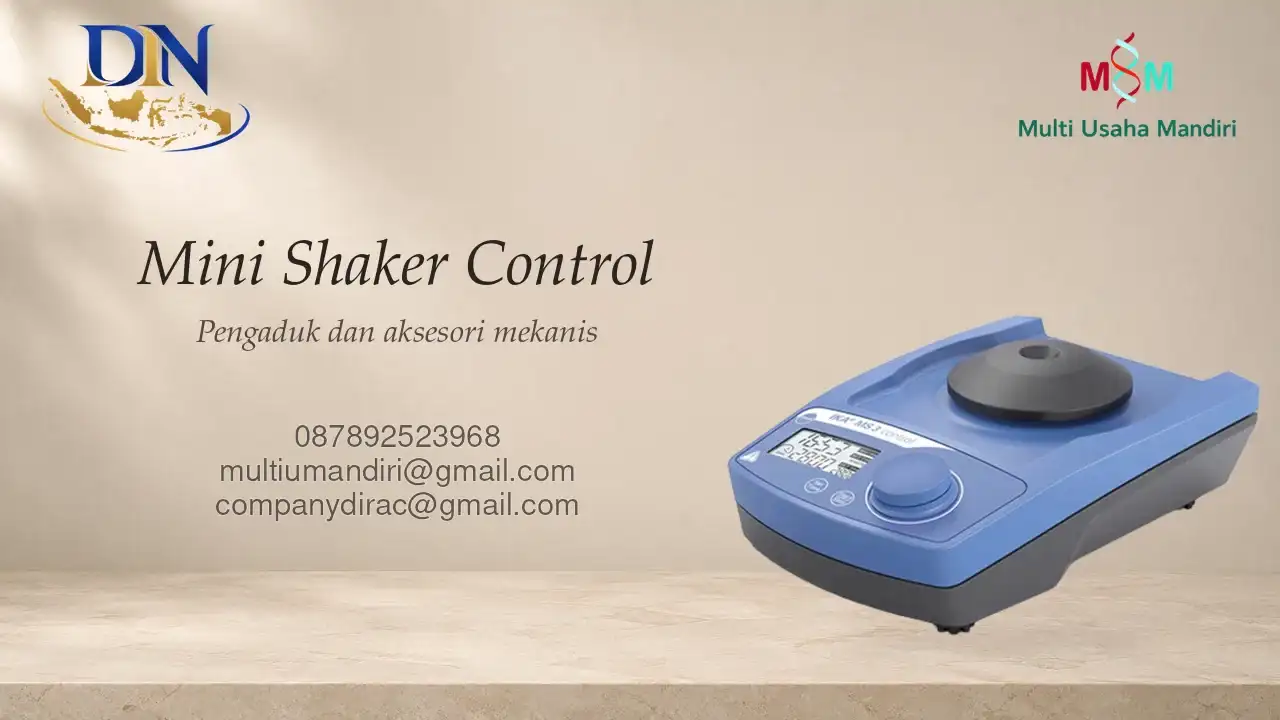 DIN
MSM
Multi Usaha Mandiri
Mini Shaker Control
Pengaduk dan aksesori mekanis
087892523968
multiumandiri@gmail.com
companydirac@gmail.com
IKA® MS 3 control